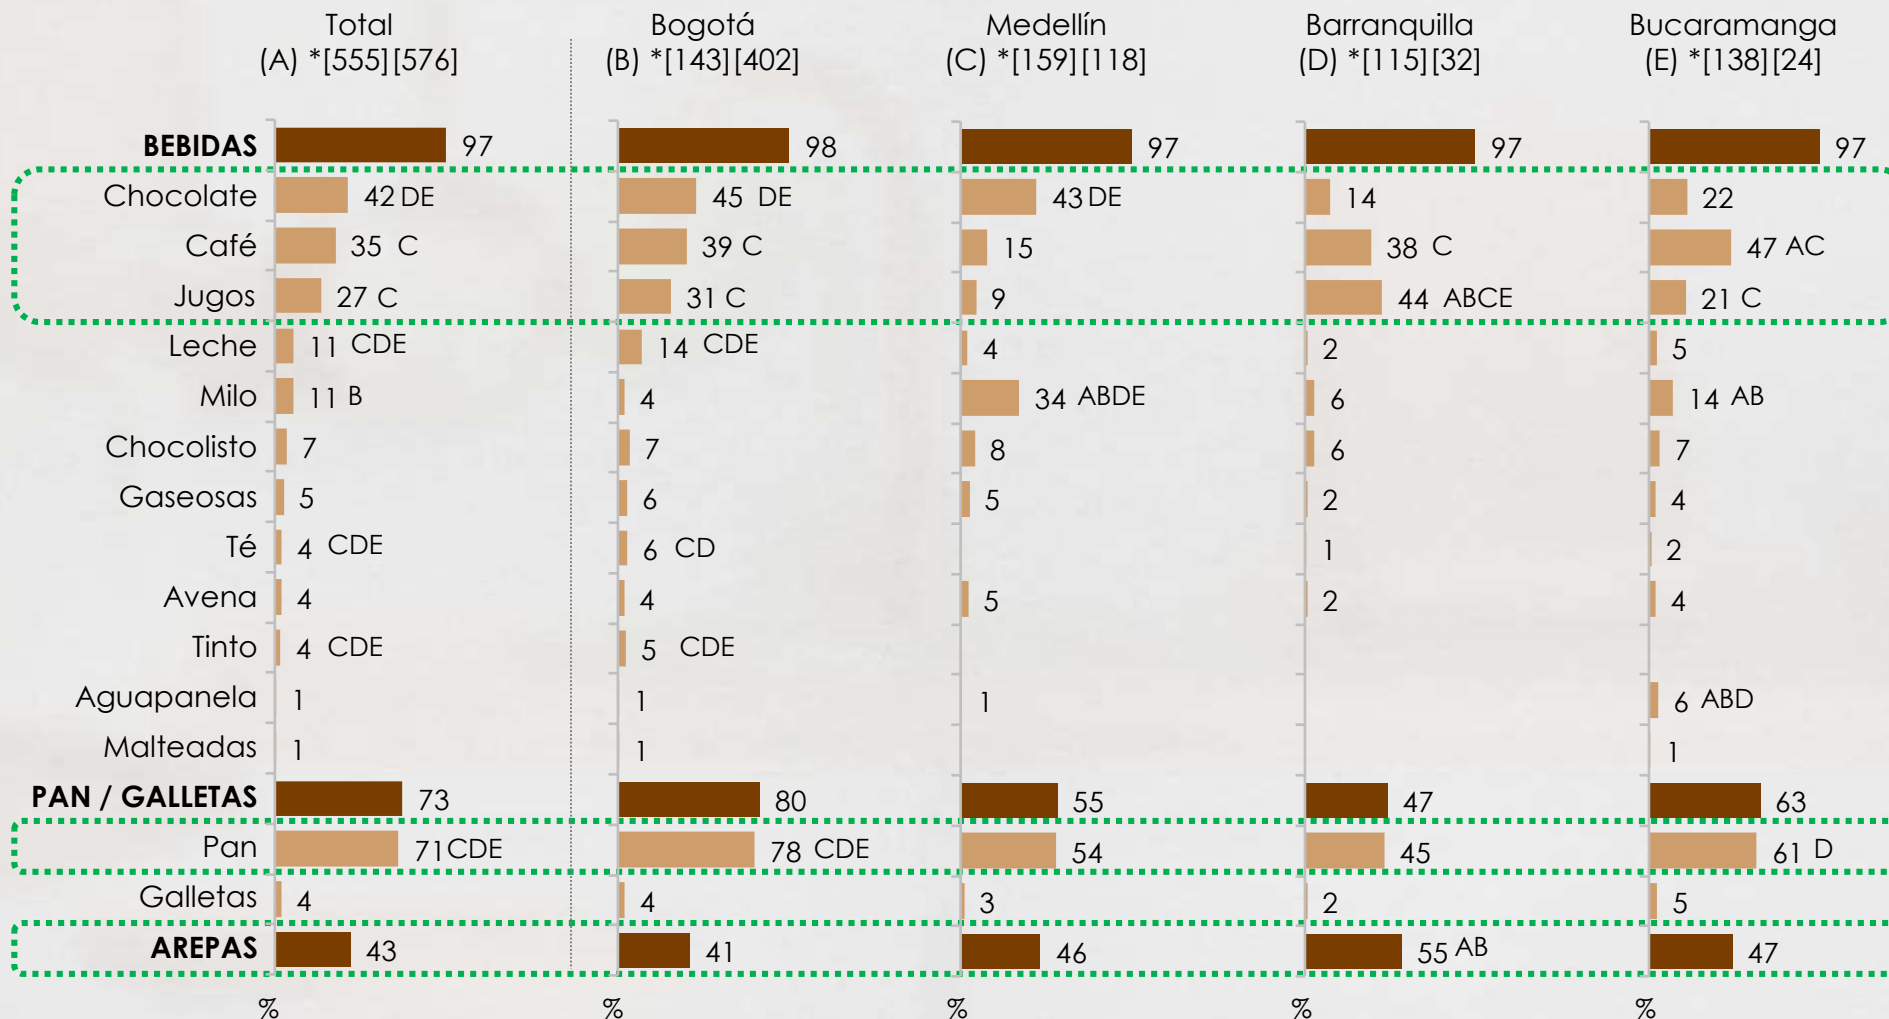 Total Bogotá Medellín Barranquilla Bucaramanga
(A) *[555][576] (B) *[143][402] (C) *[159][118] (D) *[115][32] (E) *[138][24]
BEBIDAS 97 98 97 97 97
Chocolate 42 DE 45 DE 43 DE 14 22
Café 35 C 39 C 15 38 C 47 AC
Jugos 27 C 31 C 9 44 ABCE 21 C
Leche 11 CDE 14 CDE 4 2 5
Milo 11 B 4 34 ABDE 6 14 AB
Chocolisto 7 7 8 6 7
Gaseosas 5 6 5 2 4
Té 4 CDE 6 CD 1 2
Avena 4 4 5 2 4
Tinto 4 CDE 5 CDE
Aguapanela 1 1 1 6 ABD
Malteadas 1 1 1
PAN / GALLETAS 73 80 55 47 63
Pan 71 CDE 78 CDE 54 45 61 D
Galletas 4 4 3 2 5
AREPAS 43 41 46 55 AB 47
% % % % %